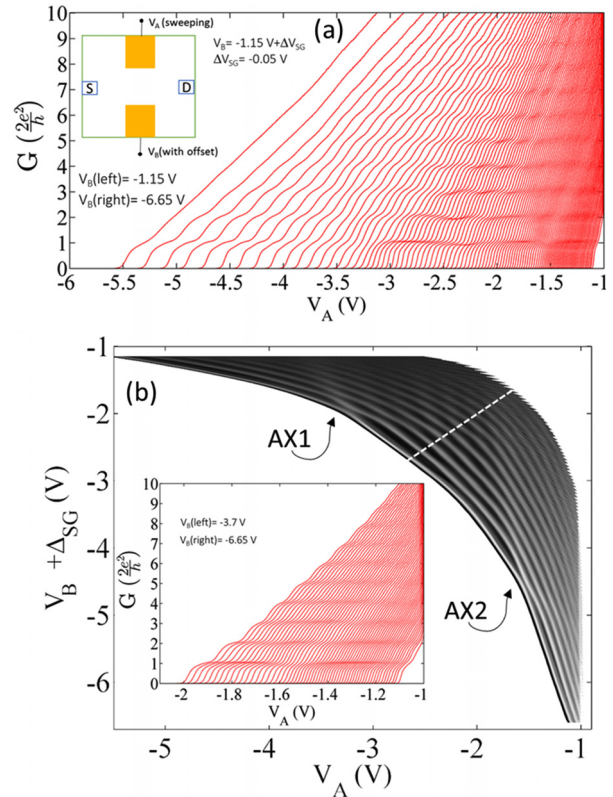 (a)
V_A (sweeping)
V_B= -1.15 V+ΔV_SG
ΔV_SG= -0.05 V
S
D
V_B(with offset)
V_B(left)= -1.15 V
V_B(right)= -6.65 V
G (2e²/h)
10
9
8
7
6
5
4
3
2
1
0
-6 -5.5 -5 -4.5 -4 -3.5 -3 -2.5 -2 -1.5 -1
V_A (V)
(b)
-1
-2
-3
-4
-5
-6
V_B +Δ_SG (V)
AX1
AX2
V_B(left)= -3.7 V
V_B(right)= -6.65 V
G (2e²/h)
10
9
8
7
6
5
4
3
2
1
0
-2 -1.8 -1.6 -1.4 -1.2 -1
V_A (V)
-5 -4 -3 -2 -1
V_A (V)